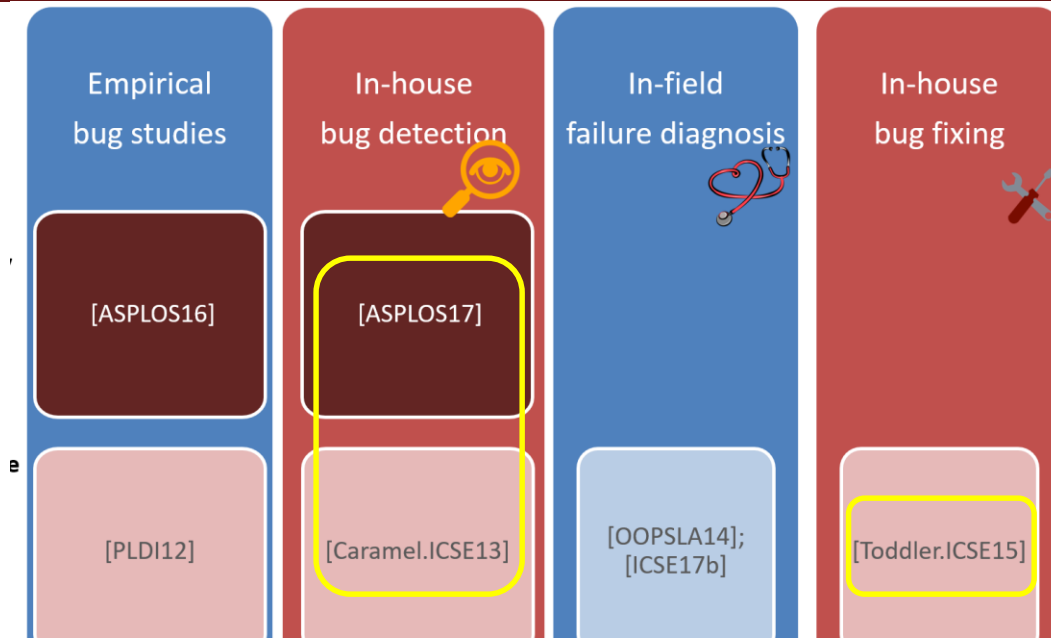 Empirical
bug studies
In-house
bug detection
In-field
failure diagnosis
In-house
bug fixing
[ASPLOS16]
[ASPLOS17]
e
[PLDI12]
[Caramel.ICSE13]
[OOPSLA14];
[ICSE17b]
[Toddler.ICSE15]